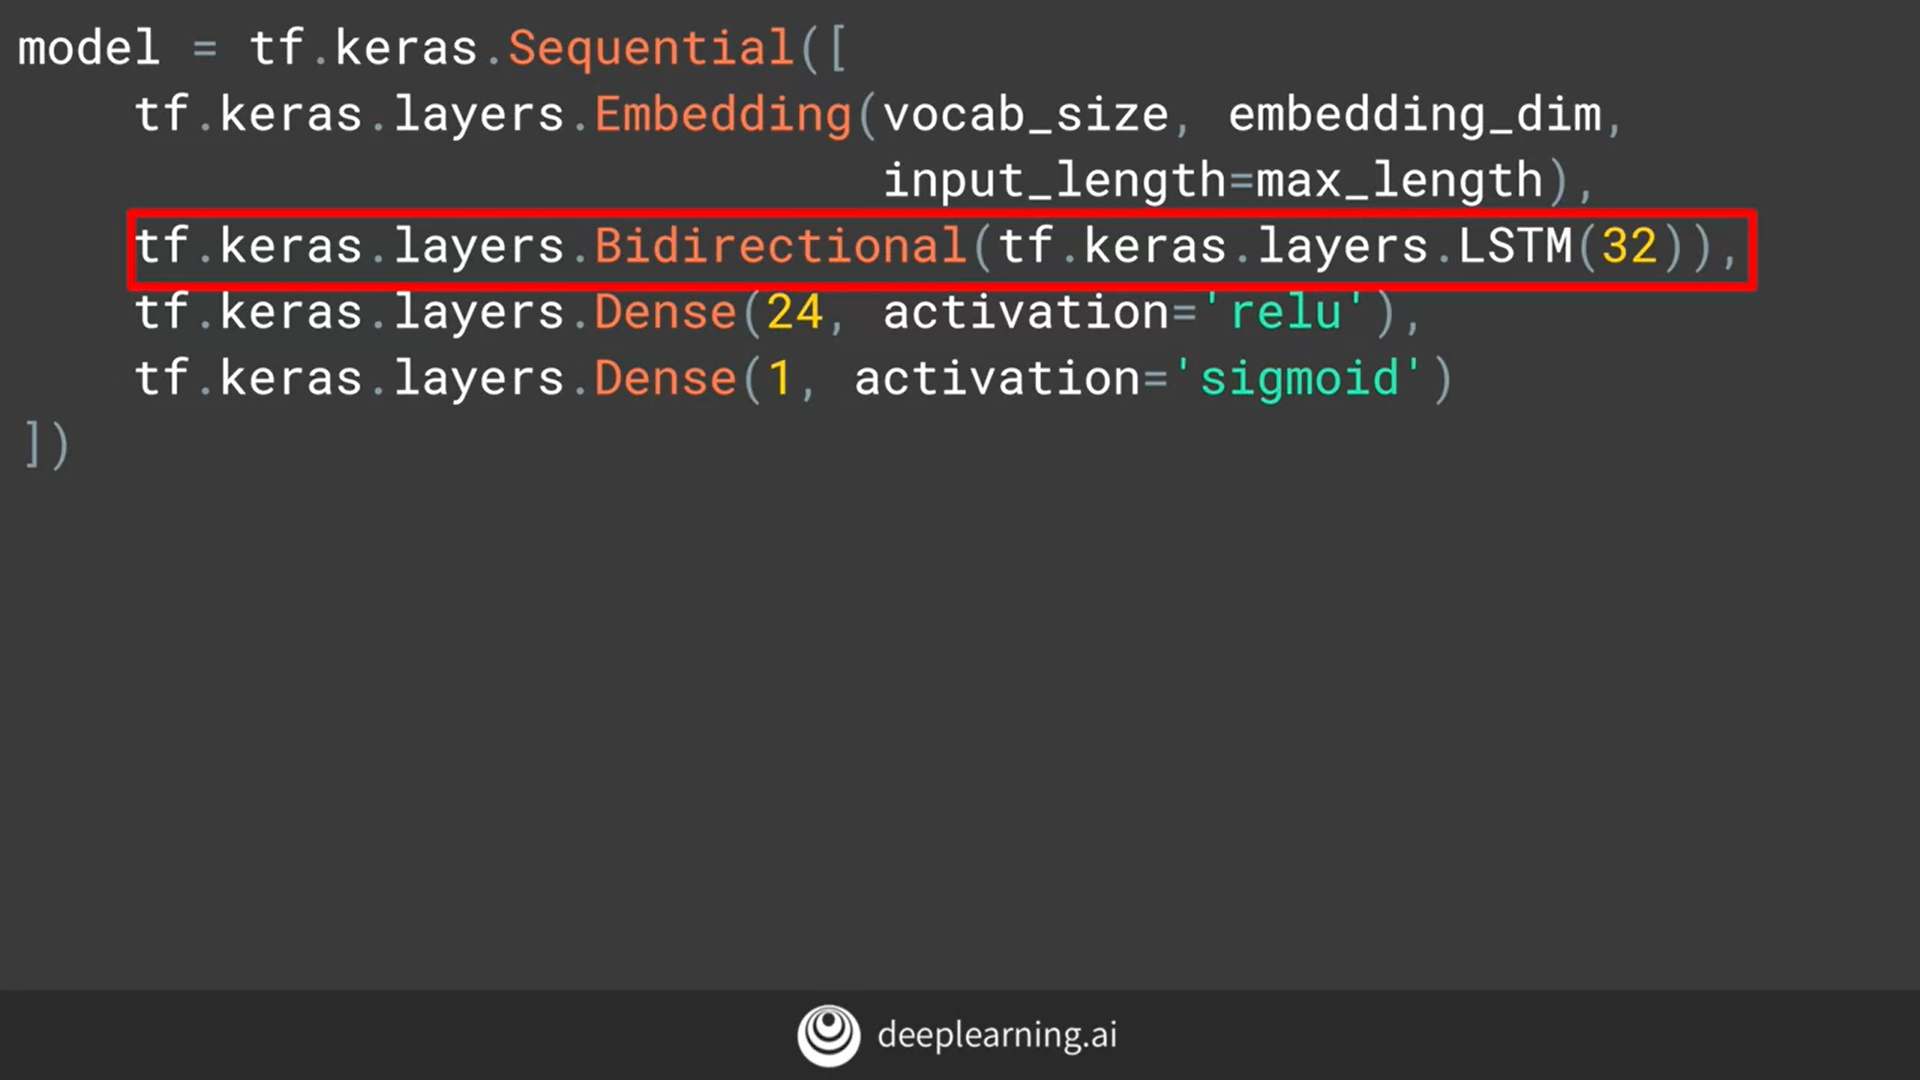 model = tf.keras.Sequential([
    tf.keras.layers.Embedding(vocab_size, embedding_dim,
                              input_length=max_length),
    tf.keras.layers.Bidirectional(tf.keras.layers.LSTM(32)),
    tf.keras.layers.Dense(24, activation='relu'),
    tf.keras.layers.Dense(1, activation='sigmoid')
])
deeplearning.ai